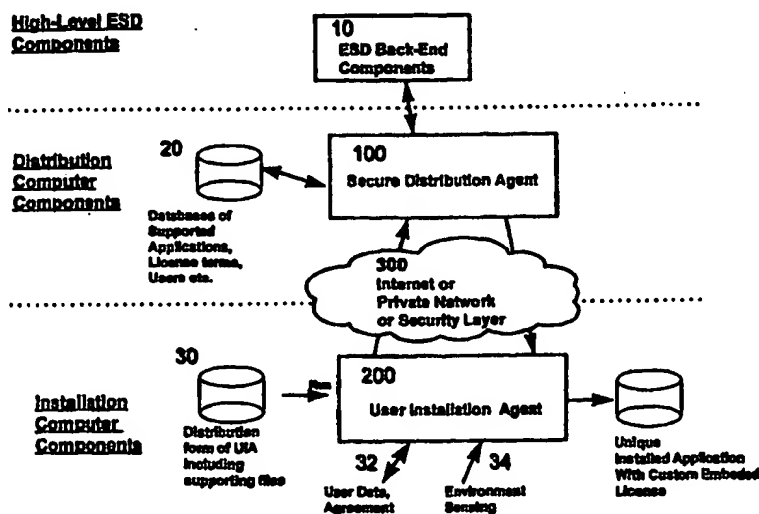 High-Level ESD
Components
10
ESD Back-End
Components
Distribution
Computer
Components
20
Databases of
Supported
Applications,
License terms,
Users etc.
100
Secure Distribution Agent
300
Internet or
Private Network
or Security Layer
Installation
Computer
Components
30
Distribution
form of UIA
including
supporting files
Run
200
User Installation Agent
32
User Data,
Agreement
34
Environment
Sensing
Unique
Installed Application
With Custom Embeded
License